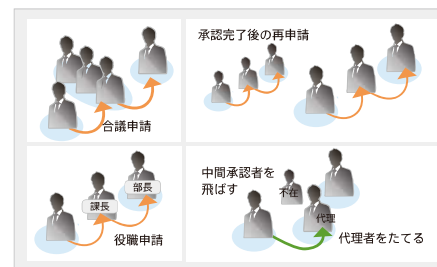 合議申請
承認完了後の再申請
部長
課長
役職申請
中間承認者を
飛ばす
不在
代理
代理者をたてる